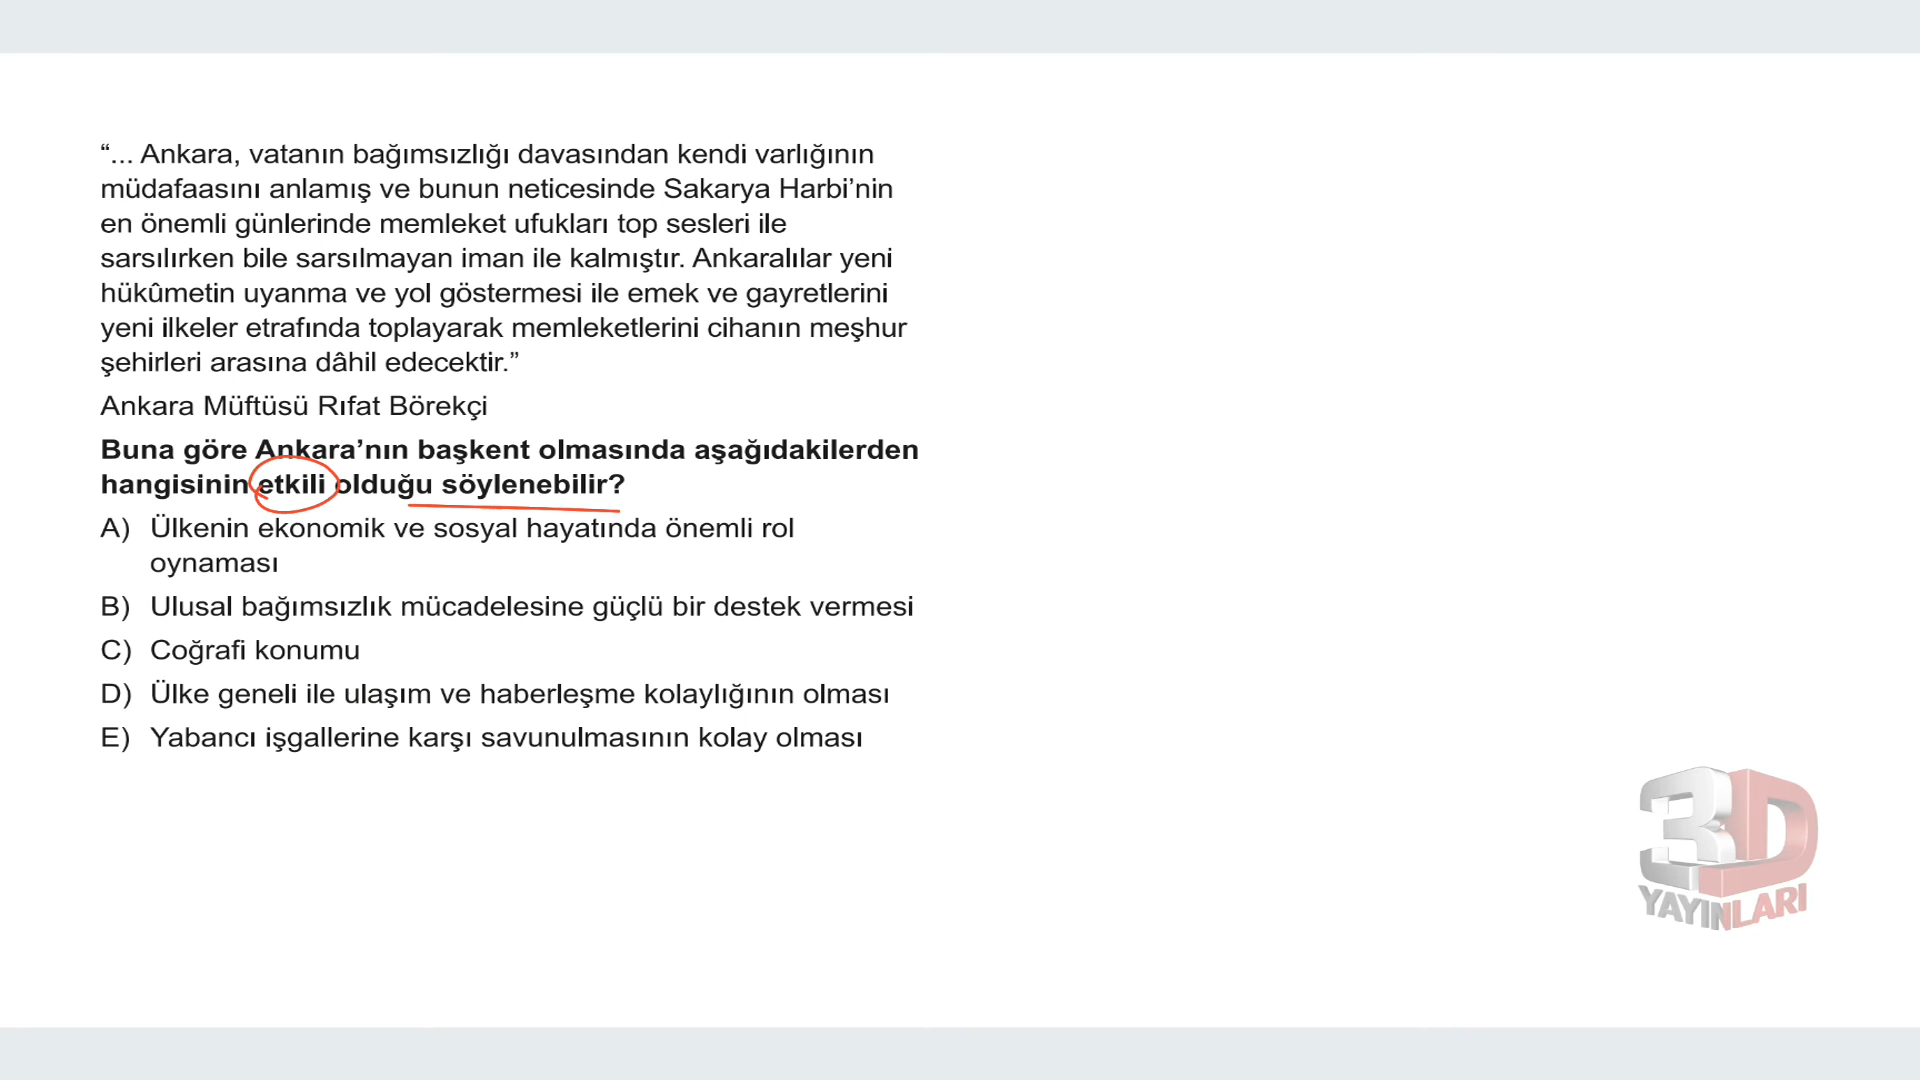 “... Ankara, vatanın bağımsızlığı davasından kendi varlığının
müdafaasını anlamış ve bunun neticesinde Sakarya Harbi’nin
en önemli günlerinde memleket ufukları top sesleri ile
sarsılırken bile sarsılmayan iman ile kalmıştır. Ankaralılar yeni
hükûmetin uyanma ve yol göstermesi ile emek ve gayretlerini
yeni ilkeler etrafında toplayarak memleketlerini cihanın meşhur
şehirleri arasına dâhil edecektir.”
Ankara Müftüsü Rıfat Börekçi
Buna göre Ankara’nın başkent olmasında aşağıdakilerden
hangisinin etkili olduğu söylenebilir?
A) Ülkenin ekonomik ve sosyal hayatında önemli rol
oynaması
B) Ulusal bağımsızlık mücadelesine güçlü bir destek vermesi
C) Coğrafi konumu
D) Ülke geneli ile ulaşım ve haberleşme kolaylığının olması
E) Yabancı işgallerine karşı savunulmasının kolay olması
3D
YAYINLARI